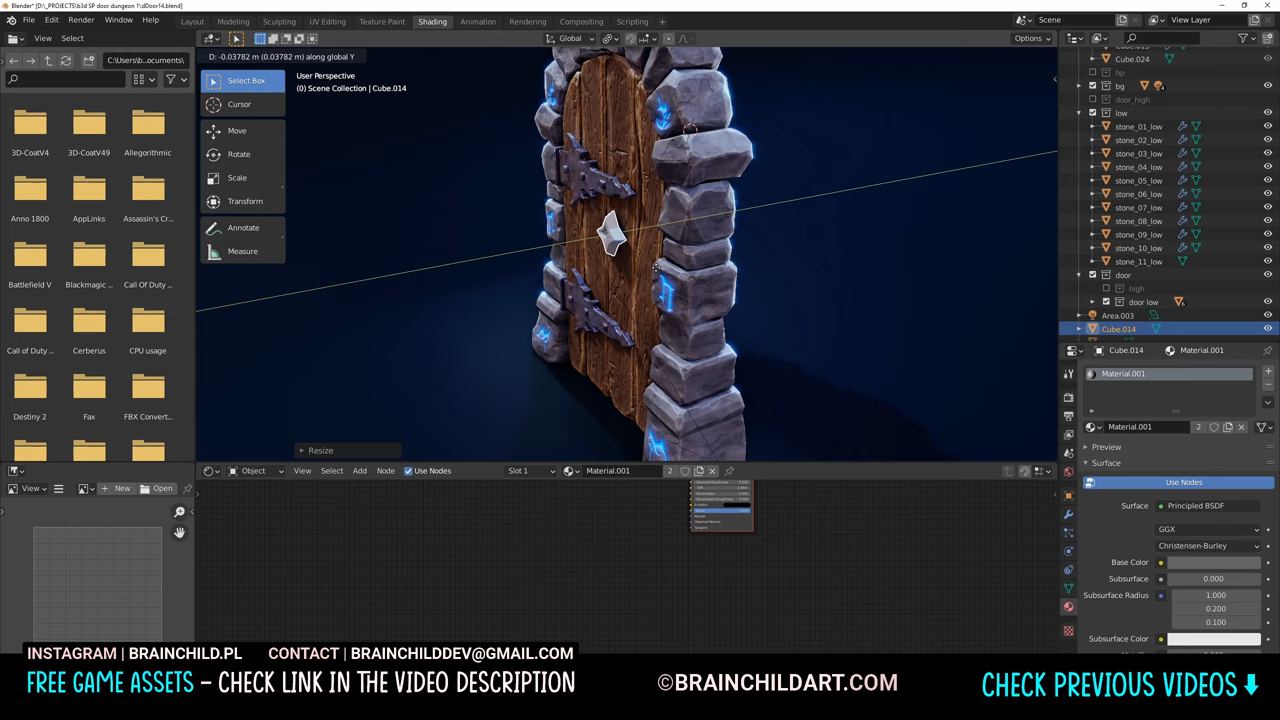 Blender* [D:\_PROJECTS\b3d SP door dungeon 1\dDoor14.blend]
File Edit Render Window Help
Layout Modeling Sculpting UV Editing Texture Paint Shading Animation Rendering Compositing Scripting
Scene View Layer
View Select
Global Options
C:\Users\b...ocuments\
D: -0.03782 m (0.03782 m) along global Y
User Perspective
(0) Scene Collection | Cube.014
Select Box
Cursor
Move
Rotate
Scale
Transform
Annotate
Measure
3D-CoatV4 3D-CoatV49 Allegorithmic
Anno 1800 AppLinks Assassin's Cr...
Battlefield V Blackmagic ... Call Of Duty ...
Call of Duty ... Cerberus CPU usage
Destiny 2 Fax FBX Convert...
Cube.024
hp
bg 4
door_high
low
stone_01_low
stone_02_low
stone_03_low
stone_04_low
stone_05_low
stone_06_low
stone_07_low
stone_08_low
stone_09_low
stone_10_low
stone_11_low
door
high
door low
Area.003
Cube.014
Cube.014 Material.001
Material.001
Material.001 2
Preview
Surface
Use Nodes
Surface: Principled BSDF
GGX
Christensen-Burley
Base Color
Subsurface: 0.000
Subsurface Radius 1.000
0.200
0.100
Subsurface Color
Resize
View New Open
Object View Select Add Node Use Nodes Slot 1 Material.001 2
INSTAGRAM | BRAINCHILD.PL CONTACT | BRAINCHILDDEV@GMAIL.COM
FREE GAME ASSETS – CHECK LINK IN THE VIDEO DESCRIPTION
©BRAINCHILDART.COM
CHECK PREVIOUS VIDEOS